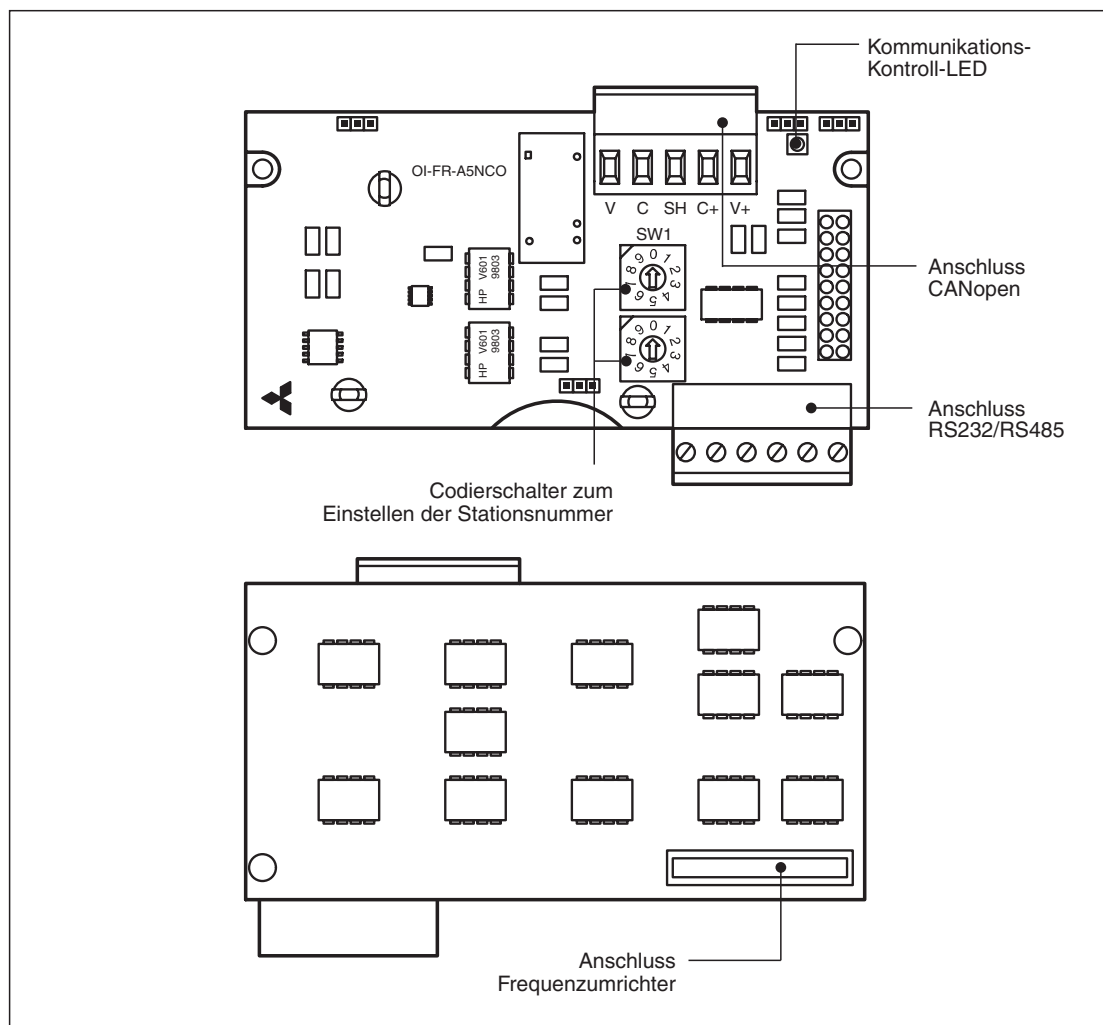 Kommunikations-
Kontroll-LED
OI-FR-A5NCO
V C SH C+ V+
SW1
0 1 2 3 4 5 6 7 8 9
HP V601
9803
Anschluss
CANopen
0 1 2 3 4 5 6 7 8 9
HP V601
9803
Anschluss
RS232/RS485
Codierschalter zum
Einstellen der Stationsnummer
Anschluss
Frequenzumrichter